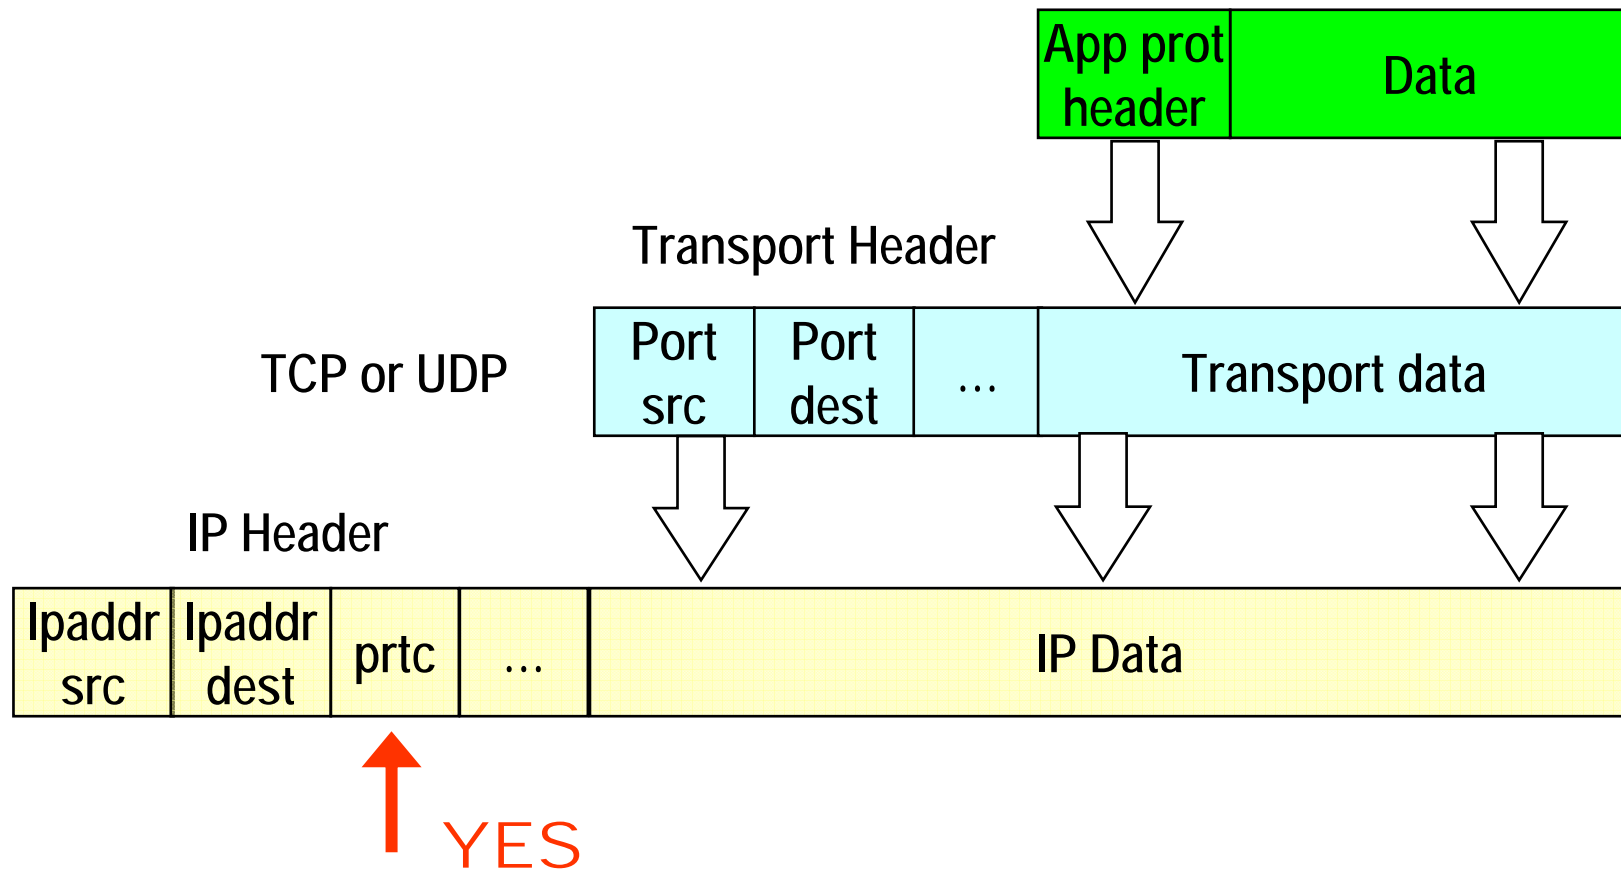 App prot
header
Data
Transport Header
TCP or UDP
Port
src
Port
dest
...
Transport data
IP Header
Ipaddr
src
Ipaddr
dest
prtc
...
IP Data
YES